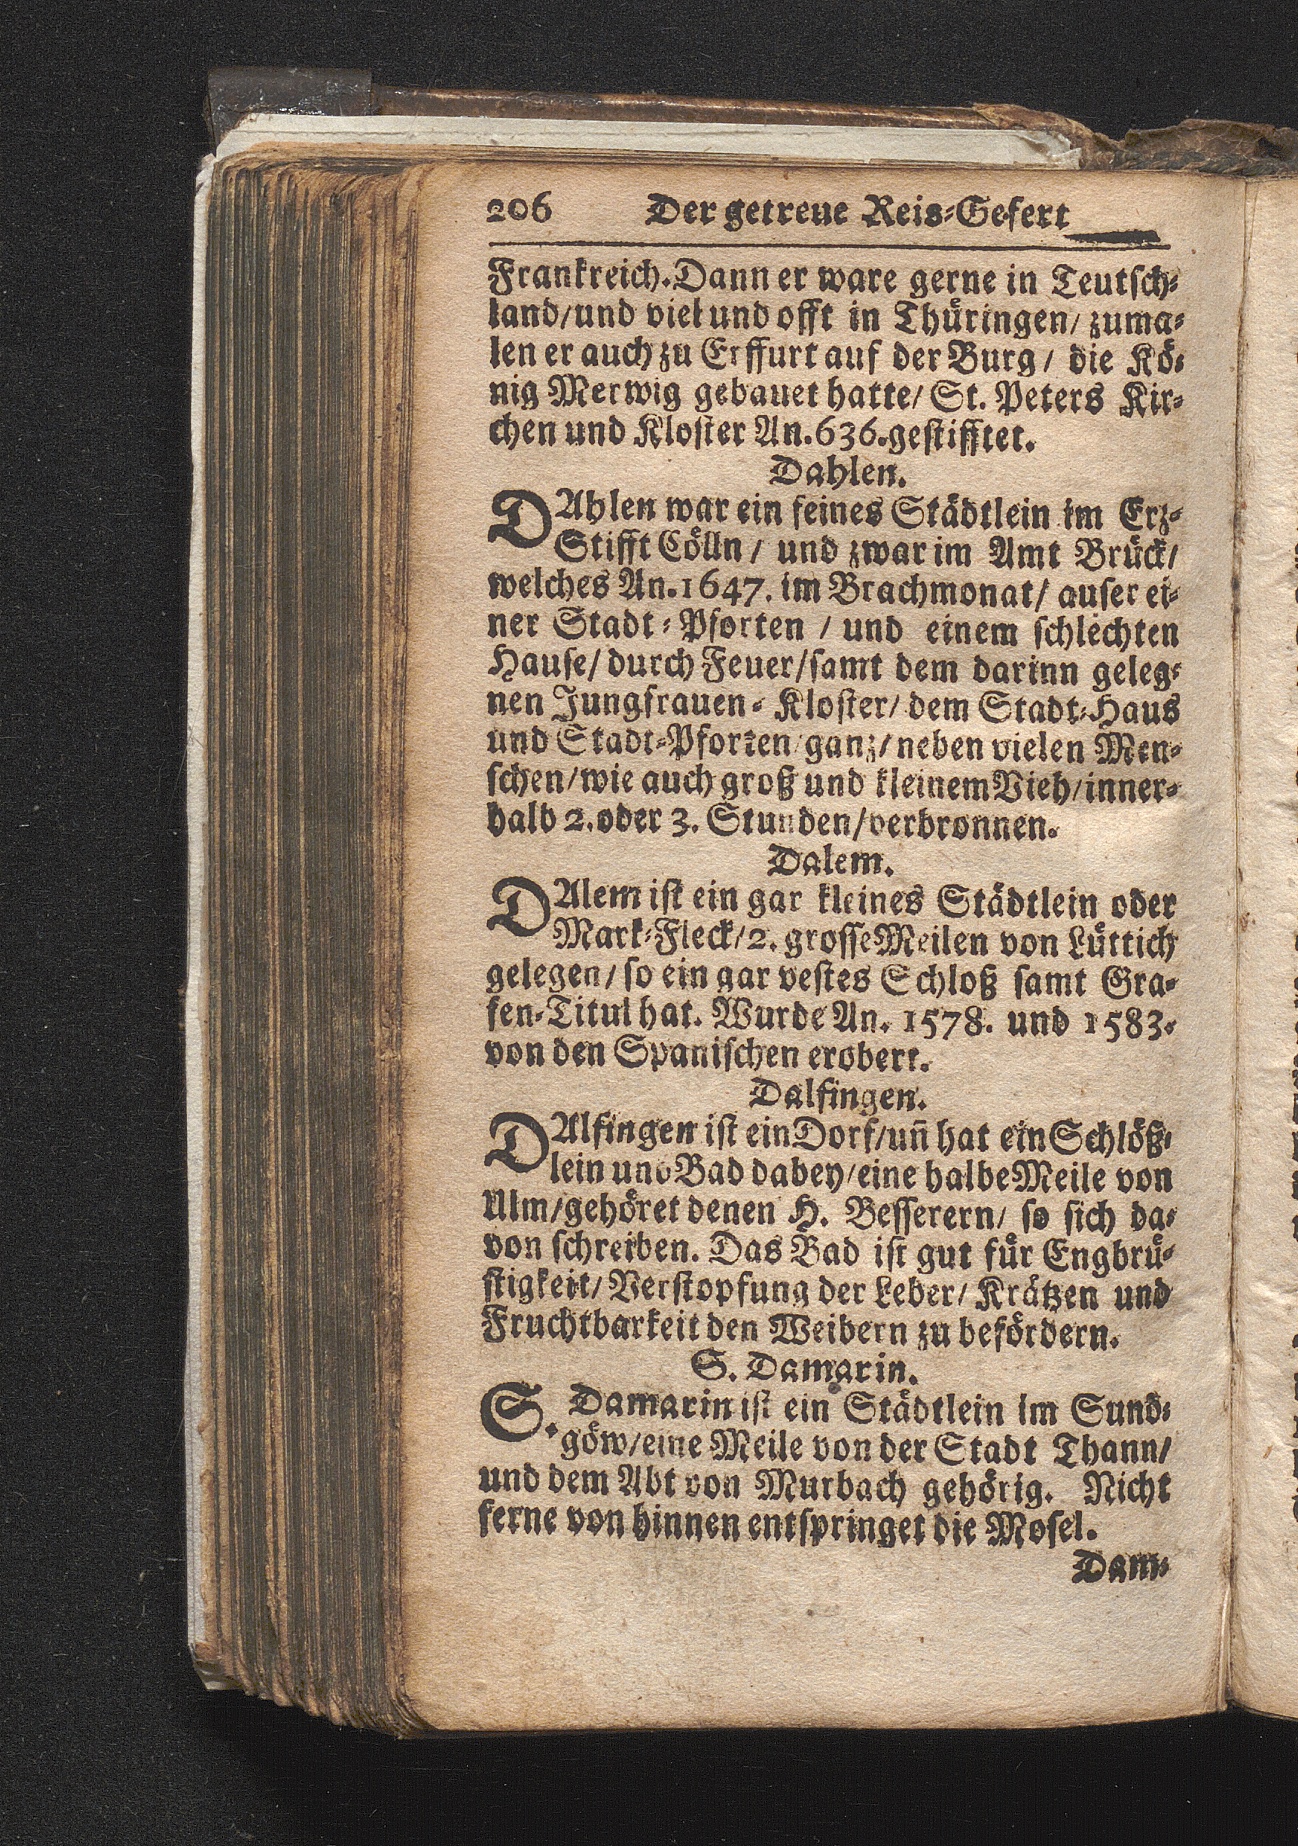 206 Der getreue Reis-Gefert
Frankreich. Dann er ware gerne in Teutsch-
land/ und viel und offt in Thüringen/ zuma-
len er auch zu Erffurt auf der Burg / die Kö-
nig Merwig gebauet hatte/ St. Peters Kir-
chen und Kloster An. 636. gestifftet.
Dahlen.
DAhlen war ein feines Städtlein im Erz-
Stifft Cölln / und zwar im Amt Brück/
welches An. 1647. im Brachmonat/ auser ei-
ner Stadt-Pforten / und einem schlechten
Hause/ durch Feuer/ samt dem darinn geleg-
nen Jungfrauen-Kloster/ dem Stadt-Haus
und Stadt-Pforten/ ganz/ neben vielen Men-
schen/ wie auch groß und kleinem Vieh/ inner-
halb 2. oder 3. Stunden/ verbronnen.
Dalem.
DAlem ist ein gar kleines Städtlein oder
Mark-Fleck/ 2. grosse Meilen von Lüttich
gelegen/ so ein gar vestes Schloß samt Gra-
fen-Titul hat. Wurde An. 1578. und 1583.
von den Spanischen erobert.
Dalfingen.
DAlfingen ist ein Dorf/ uñ hat ein Schlöß-
lein und Bad dabey/ eine halbe Meile von
Ulm/ gehöret denen H. Besserern/ so sich da-
von schreiben. Das Bad ist gut für Engbrü-
stigkeit/ Verstopfung der Leber/ Krätzen und
Fruchtbarkeit den Weibern zu befördern.
S. Damarin.
S. Damarin ist ein Städtlein im Sund-
göw/ eine Meile von der Stadt Thann/
und dem Abt von Murbach gehörig. Nicht
ferne von hinnen entspringet die Mosel.
Dam-